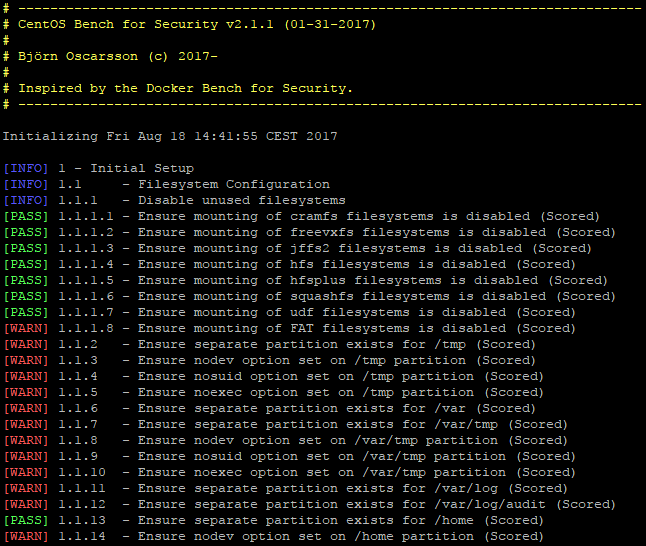 # ----------------------------------------------------------------------------
# CentOS Bench for Security v2.1.1 (01-31-2017)
#
# Björn Oscarsson (c) 2017-
#
# Inspired by the Docker Bench for Security.
# ----------------------------------------------------------------------------
Initializing Fri Aug 18 14:41:55 CEST 2017
[INFO] 1 - Initial Setup
[INFO] 1.1     - Filesystem Configuration
[INFO] 1.1.1   - Disable unused filesystems
[PASS] 1.1.1.1 - Ensure mounting of cramfs filesystems is disabled (Scored)
[PASS] 1.1.1.2 - Ensure mounting of freevxfs filesystems is disabled (Scored)
[PASS] 1.1.1.3 - Ensure mounting of jffs2 filesystems is disabled (Scored)
[PASS] 1.1.1.4 - Ensure mounting of hfs filesystems is disabled (Scored)
[PASS] 1.1.1.5 - Ensure mounting of hfsplus filesystems is disabled (Scored)
[PASS] 1.1.1.6 - Ensure mounting of squashfs filesystems is disabled (Scored)
[PASS] 1.1.1.7 - Ensure mounting of udf filesystems is disabled (Scored)
[WARN] 1.1.1.8 - Ensure mounting of FAT filesystems is disabled (Scored)
[WARN] 1.1.2   - Ensure separate partition exists for /tmp (Scored)
[WARN] 1.1.3   - Ensure nodev option set on /tmp partition (Scored)
[WARN] 1.1.4   - Ensure nosuid option set on /tmp partition (Scored)
[WARN] 1.1.5   - Ensure noexec option set on /tmp partition (Scored)
[WARN] 1.1.6   - Ensure separate partition exists for /var (Scored)
[WARN] 1.1.7   - Ensure separate partition exists for /var/tmp (Scored)
[WARN] 1.1.8   - Ensure nodev option set on /var/tmp partition (Scored)
[WARN] 1.1.9   - Ensure nosuid option set on /var/tmp partition (Scored)
[WARN] 1.1.10  - Ensure noexec option set on /var/tmp partition (Scored)
[WARN] 1.1.11  - Ensure separate partition exists for /var/log (Scored)
[WARN] 1.1.12  - Ensure separate partition exists for /var/log/audit (Scored)
[PASS] 1.1.13  - Ensure separate partition exists for /home (Scored)
[WARN] 1.1.14  - Ensure nodev option set on /home partition (Scored)